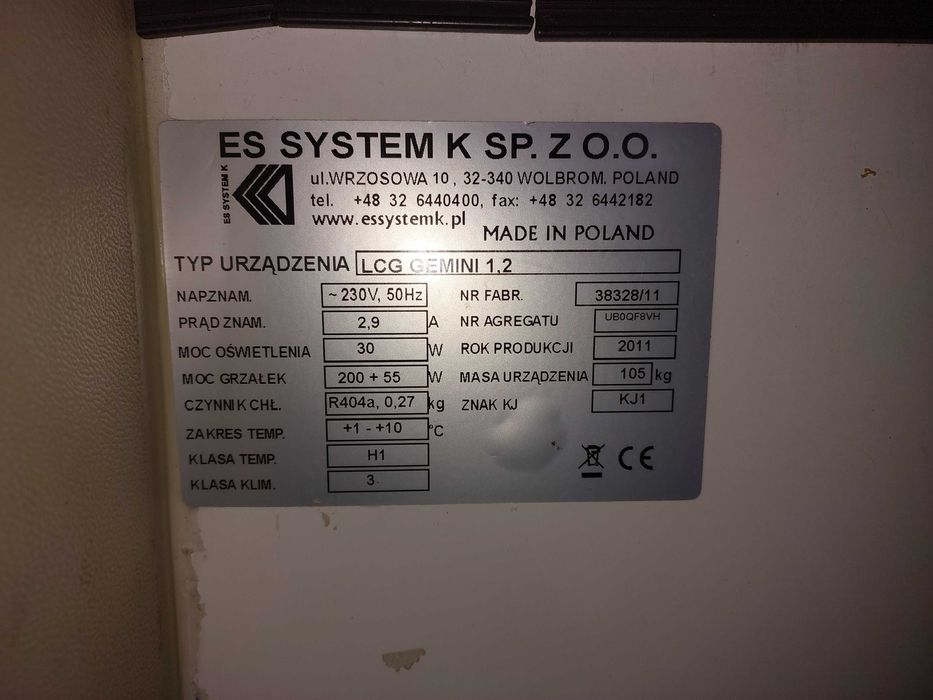 ES SYSTEM K SP. Z O.O.
ES SYSTEM K
ul.WRZOSOWA 10 , 32-340 WOLBROM. POLAND
tel. +48 32 6440400, fax: +48 32 6442182
www.essystemk.pl
MADE IN POLAND
TYP URZĄDZENIA LCG GEMINI 1,2
NAP.ZNAM. ~ 230V, 50Hz NR FABR. 38328/11
PRĄD ZNAM. 2,9 A NR AGREGATU UB0QF8VH
MOC OŚWIETLENIA 30 W ROK PRODUKCJI 2011
MOC GRZAŁEK 200 + 55 W MASA URZĄDZENIA 105 kg
CZYNNIK CHŁ. R404a, 0,27 kg ZNAK KJ KJ1
ZAKRES TEMP. +1 - +10 °C
KLASA TEMP. H1
KLASA KLIM. 3
CE